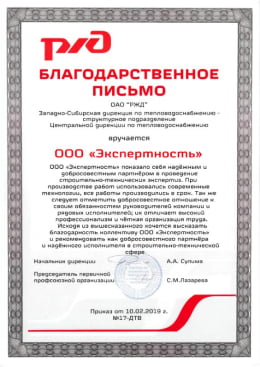 РЖД
БЛАГОДАРСТВЕННОЕ
ПИСЬМО
ОАО "РЖД"
Западно-Сибирская дирекция по тепловодоснабжению -
структурное подразделение
Центральной дирекции по тепловодоснабжению
вручается
ООО «Экспертность»
ООО «Экспертность» показало себя надёжным и
добросовестным партнёром в проведение
строительно-технических экспертиз. При
производстве работ использовались современные
технологии, все работы производились в срок. Так же
следует отметить добросовестное отношение к
своим обязанностям руководителей компании и
рядовых исполнителей, их отличает высокий
профессионализм и чёткая организация труда.
Исходя из вышесказанного хочется высказать
благодарность коллективу ООО «Экспертность»
и рекомендовать как добросовестного партнёра
и надёжного исполнителя в строительно-технической
сфере
Начальник дирекции А.А. Сулима
Председатель первичной
профсоюзной организации С.М.Лазарева
Приказ от 10.02.2019 г.
№17-ДТВ